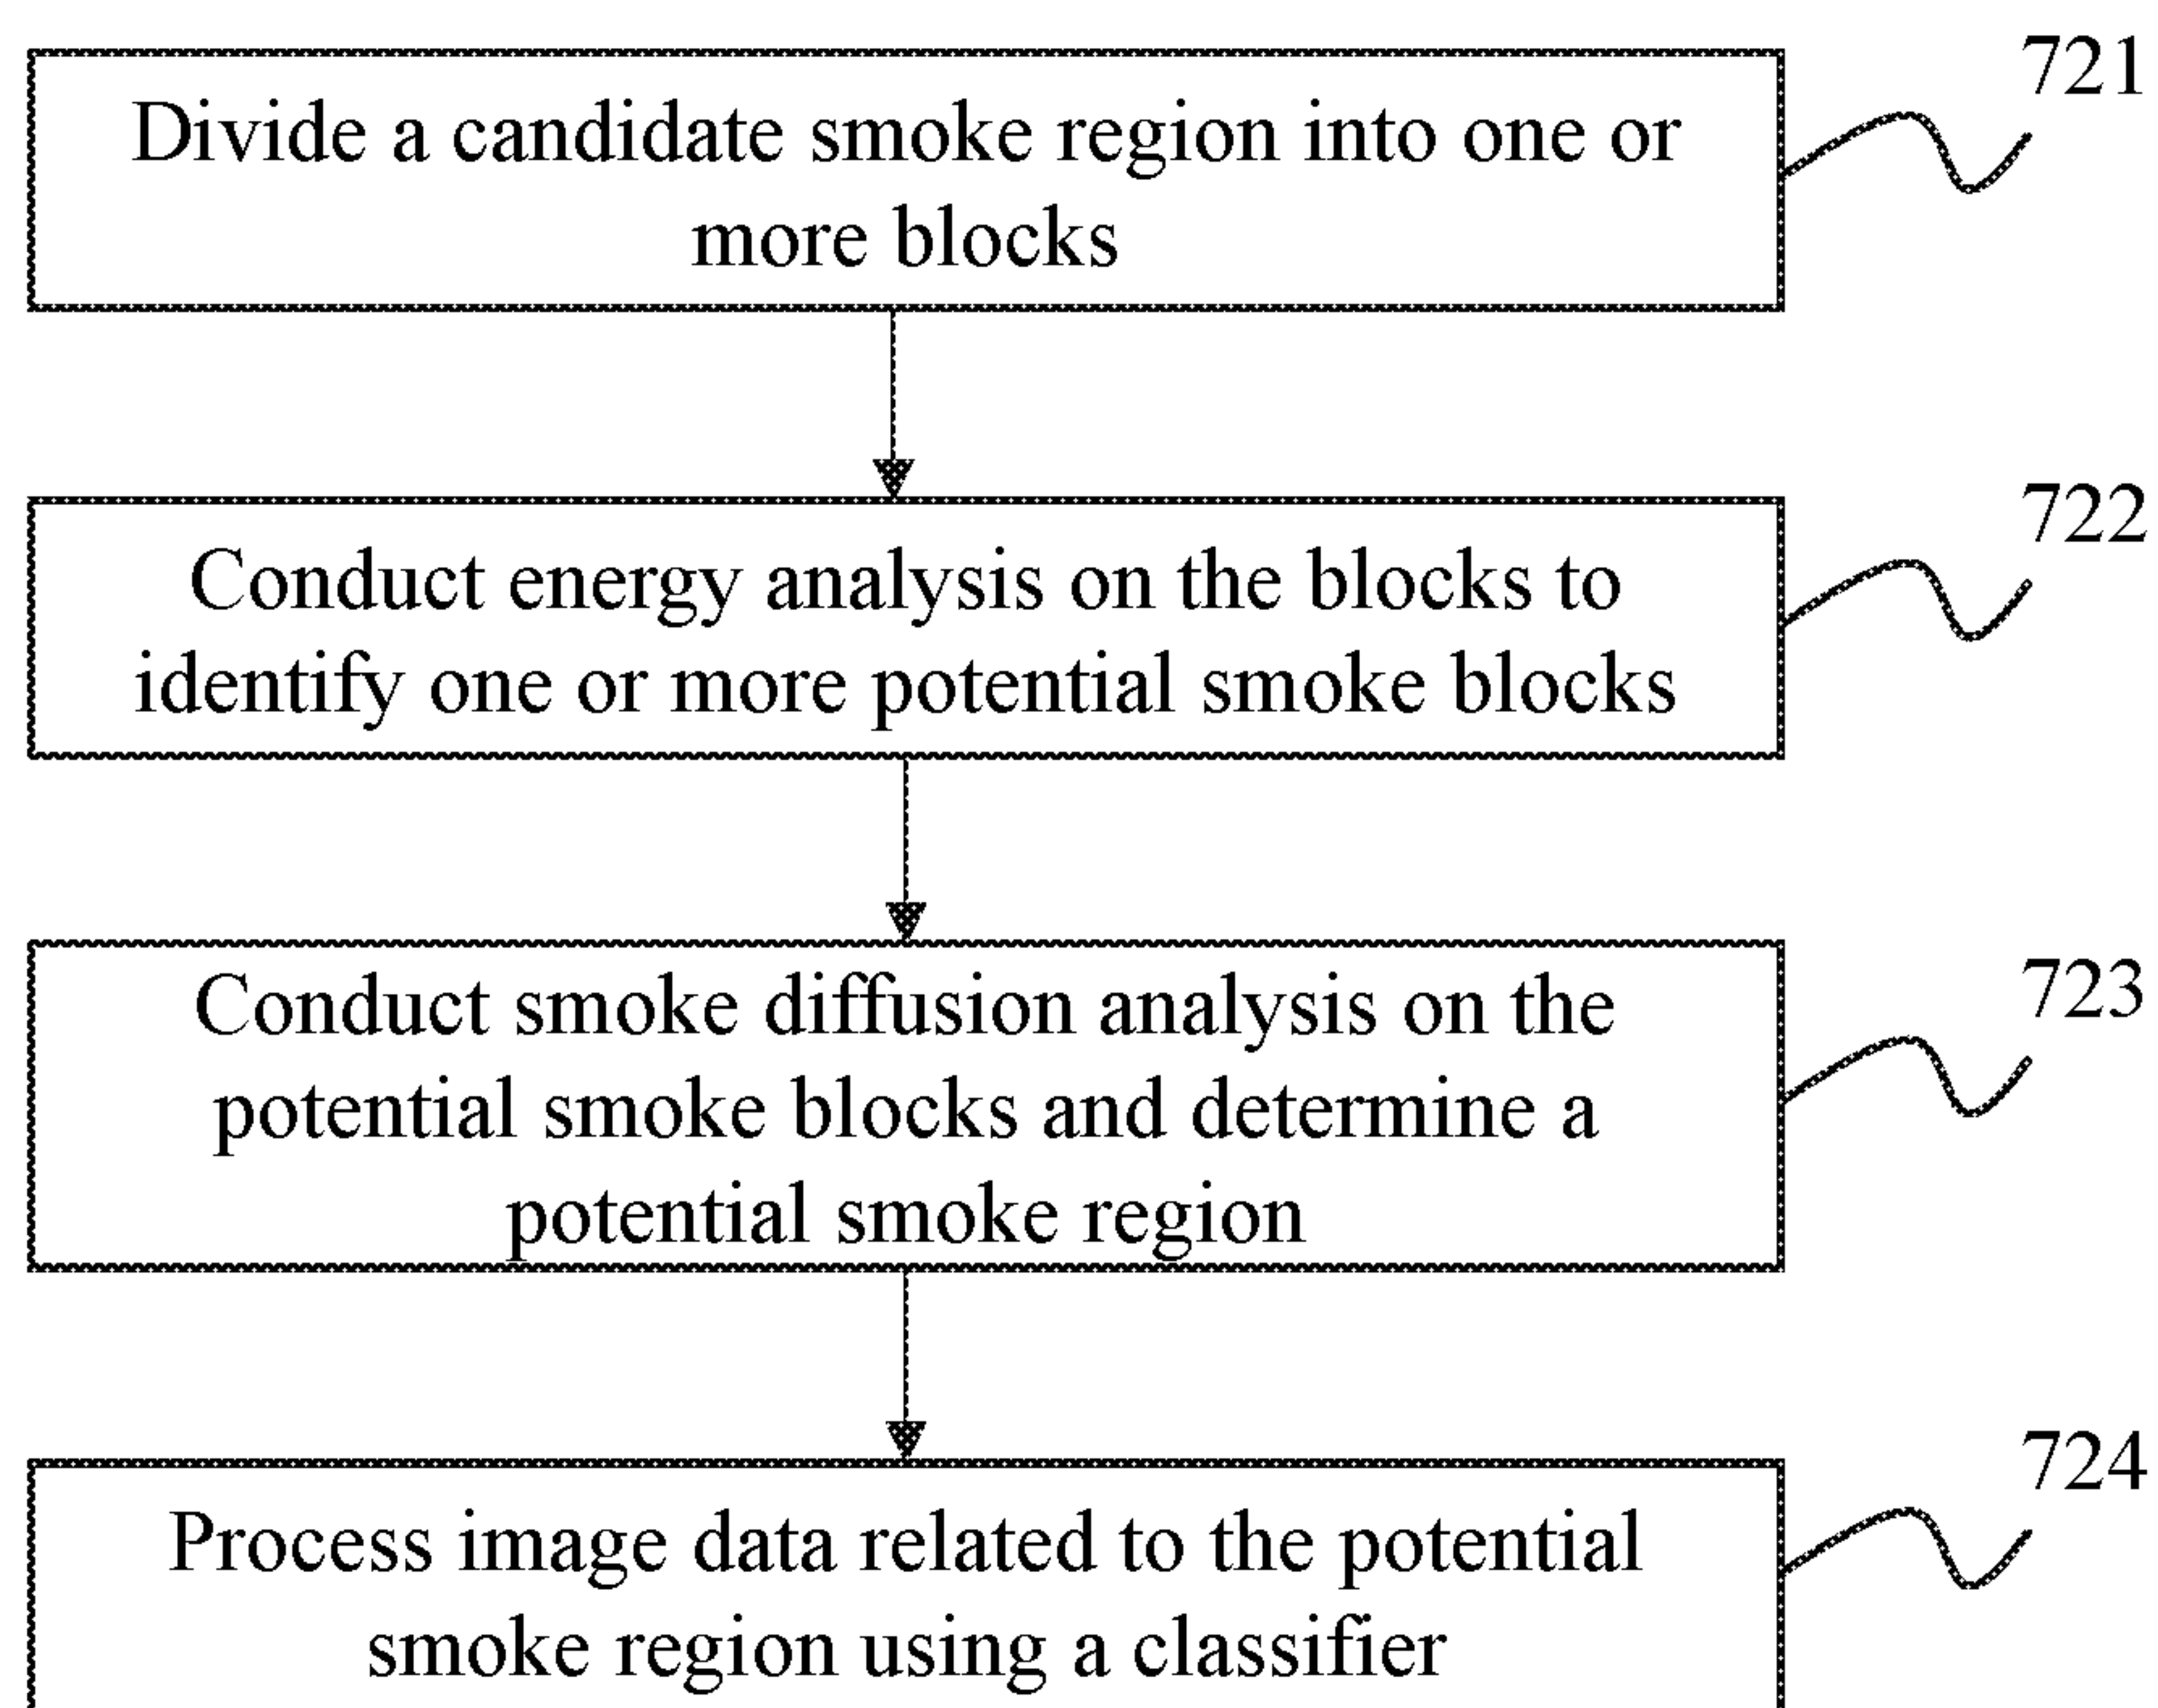 721
Divide a candidate smoke region into one or
more blocks
722
Conduct energy analysis on the blocks to
identify one or more potential smoke blocks
723
Conduct smoke diffusion analysis on the
potential smoke blocks and determine a
potential smoke region
724
Process image data related to the potential
smoke region using a classifier